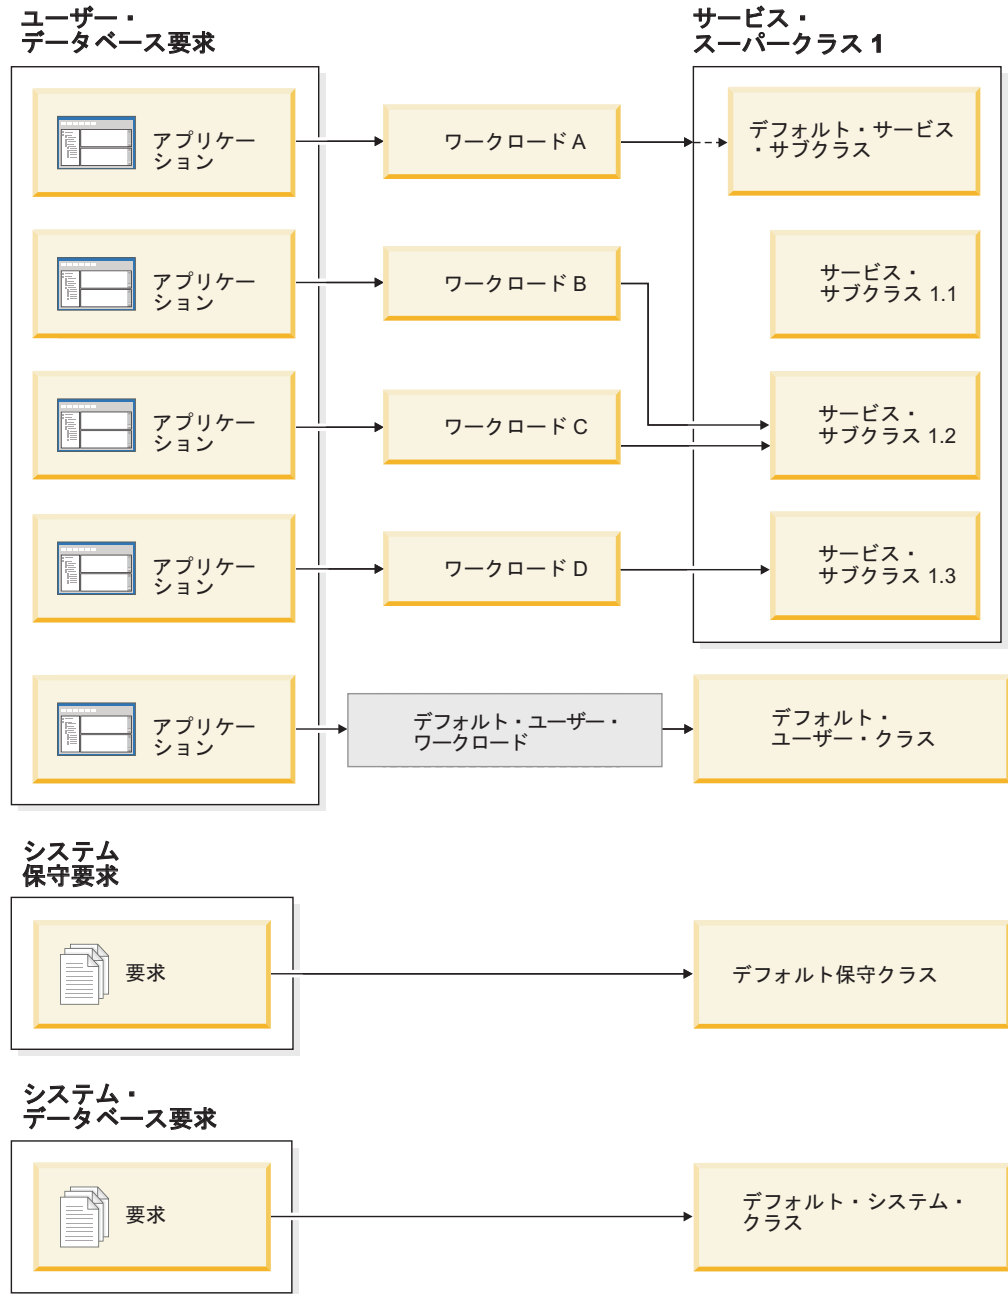 ユーザー・
データベース要求
サービス・
スーパークラス 1
アプリケー
ション
ワークロード A
デフォルト・サービス
・サブクラス
アプリケー
ション
ワークロード B
サービス・
サブクラス 1.1
アプリケー
ション
ワークロード C
サービス・
サブクラス 1.2
アプリケー
ション
ワークロード D
サービス・
サブクラス 1.3
アプリケー
ション
デフォルト・ユーザー・
ワークロード
デフォルト・
ユーザー・クラス
システム
保守要求
要求
デフォルト保守クラス
システム・
データベース要求
要求
デフォルト・システム・
クラス